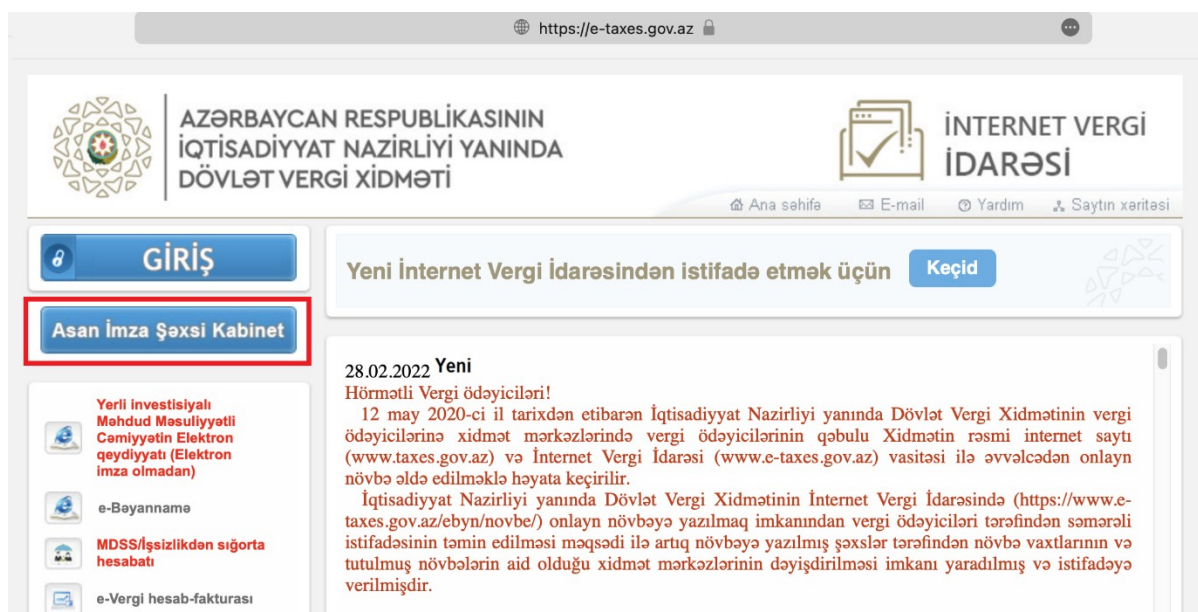 https://e-taxes.gov.az
AZƏRBAYCAN RESPUBLİKASININ
İQTİSADİYYAT NAZİRLİYİ YANINDA
DÖVLƏT VERGİ XİDMƏTİ
İNTERNET VERGİ
İDARƏSİ
Ana səhifə E-mail Yardım Saytın xəritəsi
GİRİŞ
Asan İmza Şəxsi Kabinet
Yerli investisiyalı
Məhdud Məsuliyyətli
Cəmiyyətin Elektron
qeydiyyatı (Elektron
imza olmadan)
e-Bəyannamə
MDSS/İşsizlikdən sığorta
hesabatı
e-Vergi hesab-fakturası
Yeni İnternet Vergi İdarəsindən istifadə etmək üçün Keçid
28.02.2022 Yeni
Hörmətli Vergi ödəyiciləri!
12 may 2020-ci il tarixdən etibarən İqtisadiyyat Nazirliyi yanında Dövlət Vergi Xidmətinin vergi
ödəyicilərinə xidmət mərkəzlərində vergi ödəyicilərinin qəbulu Xidmətin rəsmi internet saytı
(www.taxes.gov.az) və İnternet Vergi İdarəsi (www.e-taxes.gov.az) vasitəsi ilə əvvəlcədən onlayn
növbə əldə edilməklə həyata keçirilir.
İqtisadiyyat Nazirliyi yanında Dövlət Vergi Xidmətinin İnternet Vergi İdarəsində (https://www.e-
taxes.gov.az/ebyn/novbe/) onlayn növbəyə yazılmaq imkanından vergi ödəyiciləri tərəfindən səmərəli
istifadəsinin təmin edilməsi məqsədi ilə artıq növbəyə yazılmış şəxslər tərəfindən növbə vaxtlarının və
tutulmuş növbələrin aid olduğu xidmət mərkəzlərinin dəyişdirilməsi imkanı yaradılmış və istifadəyə
verilmişdir.